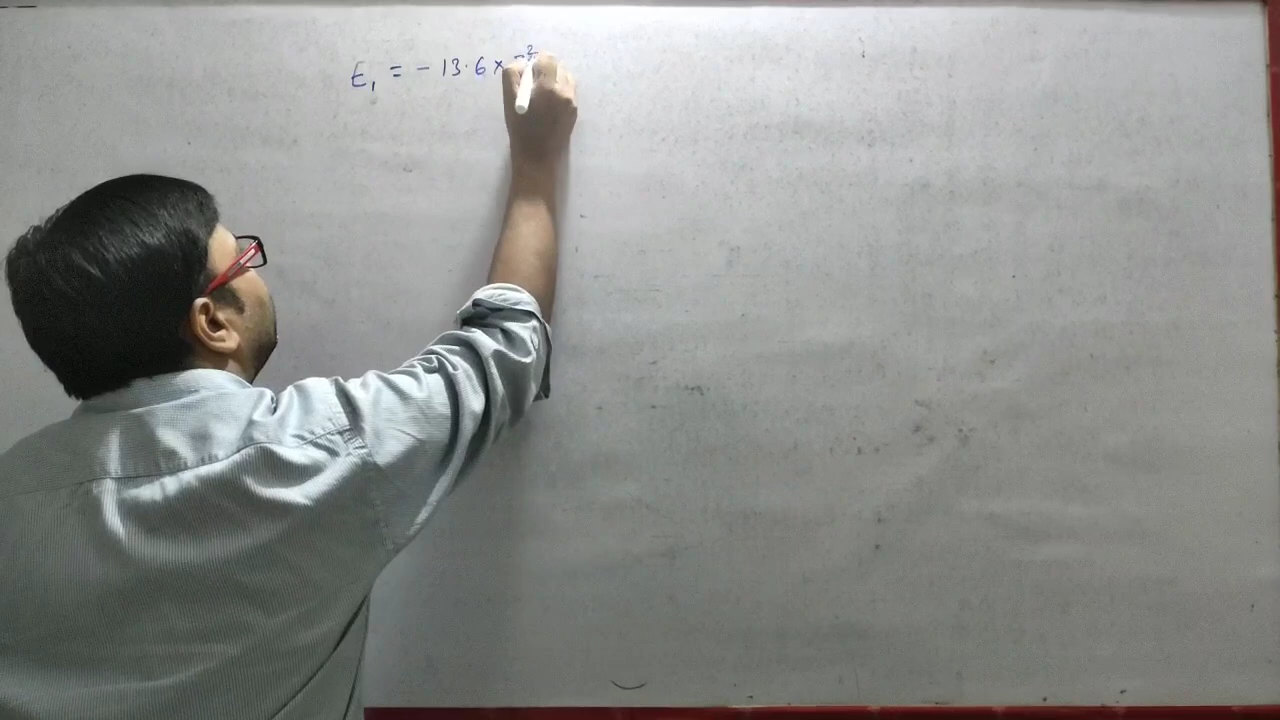 E₁ = - 13.6 ×